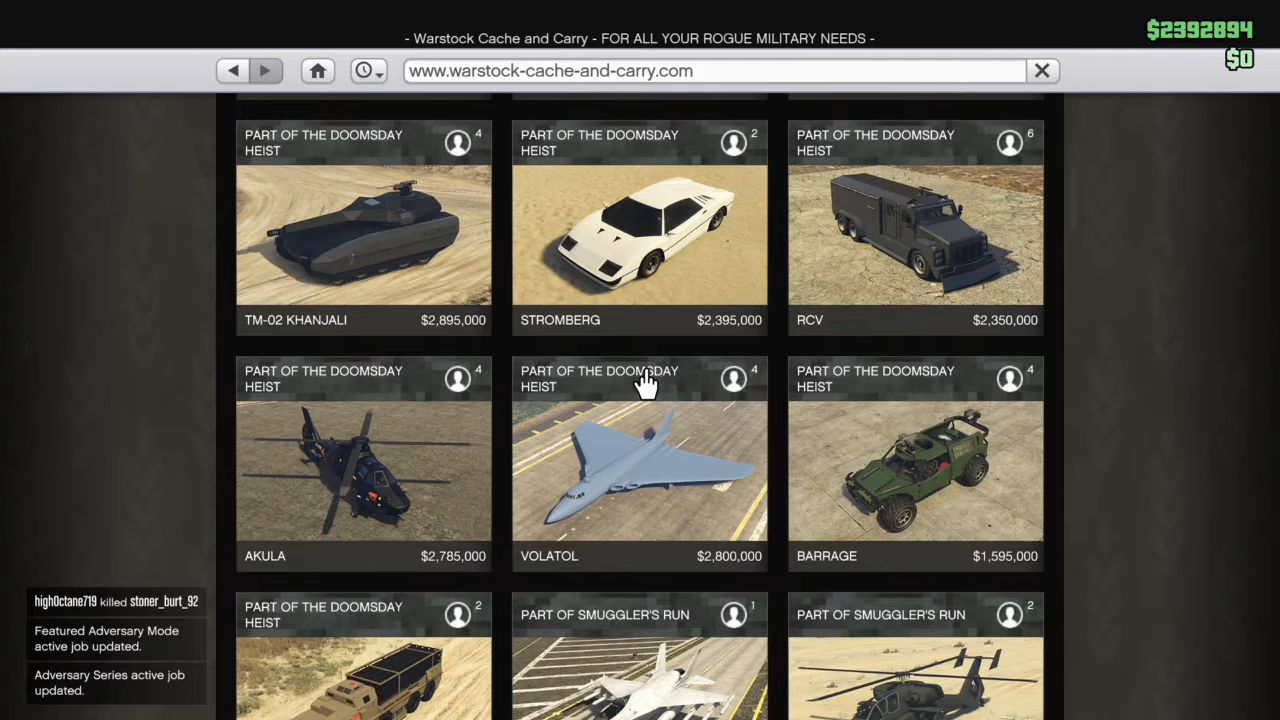 - Warstock Cache and Carry - FOR ALL YOUR ROGUE MILITARY NEEDS -
$2392894
$0
www.warstock-cache-and-carry.com
PART OF THE DOOMSDAY
HEIST
4
TM-02 KHANJALI $2,895,000
PART OF THE DOOMSDAY
HEIST
2
STROMBERG $2,395,000
PART OF THE DOOMSDAY
HEIST
6
RCV $2,350,000
PART OF THE DOOMSDAY
HEIST
4
AKULA $2,785,000
PART OF THE DOOMSDAY
HEIST
4
VOLATOL $2,800,000
PART OF THE DOOMSDAY
HEIST
4
BARRAGE $1,595,000
PART OF THE DOOMSDAY
HEIST
2
PART OF SMUGGLER'S RUN
1
PART OF SMUGGLER'S RUN
2
high0ctane719 killed stoner_burt_92
Featured Adversary Mode
active job updated.
Adversary Series active job
updated.